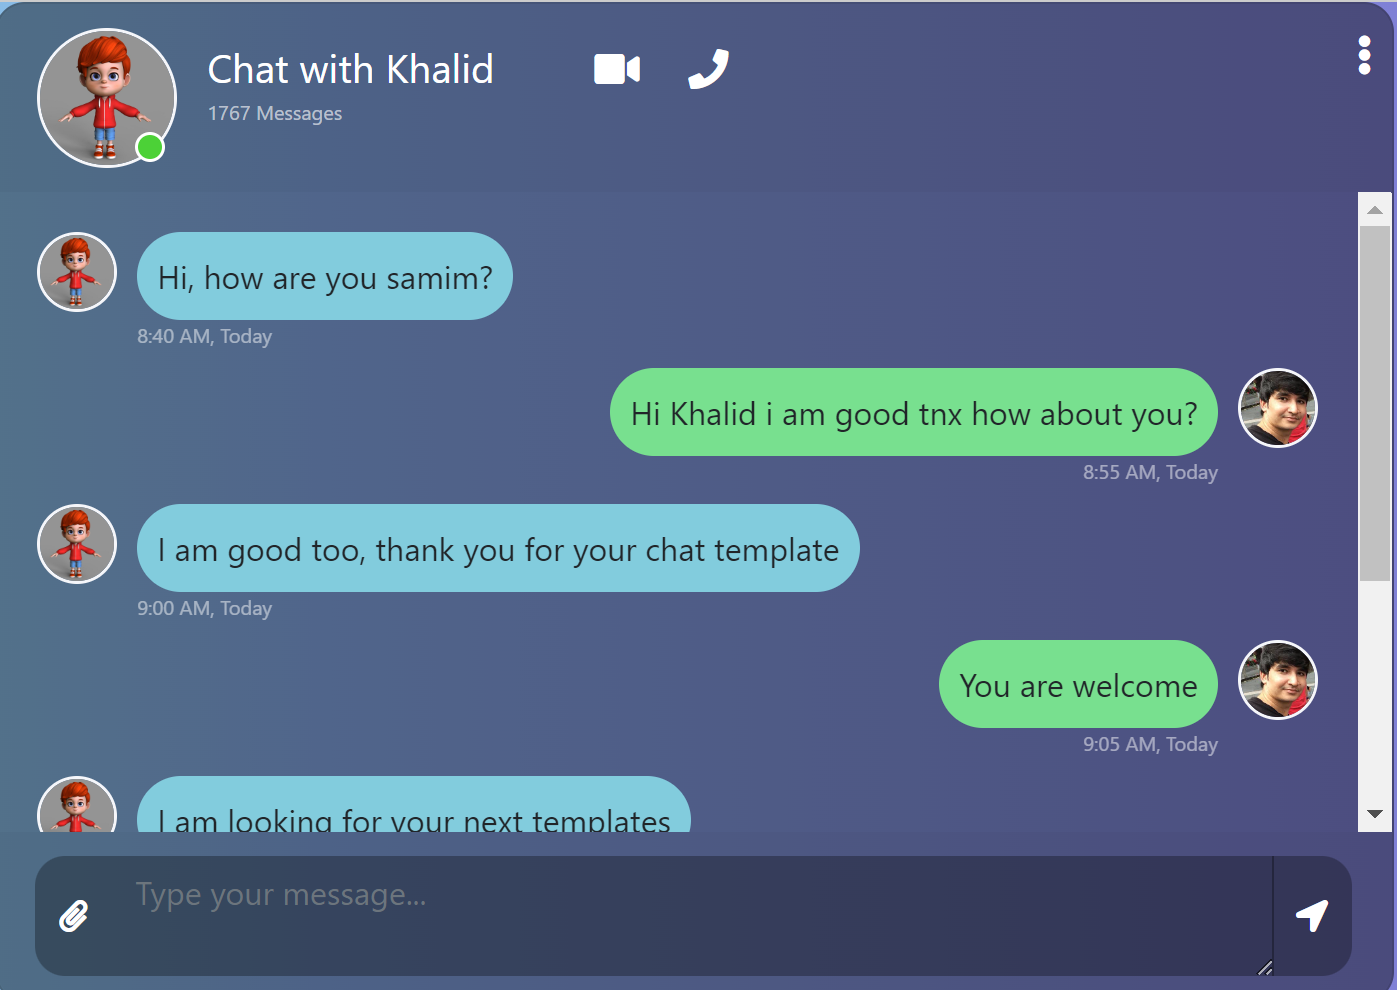 Chat with Khalid
1767 Messages
Hi, how are you samim?
8:40 AM, Today
Hi Khalid i am good tnx how about you?
8:55 AM, Today
I am good too, thank you for your chat template
9:00 AM, Today
You are welcome
9:05 AM, Today
I am looking for your next templates
Type your message...